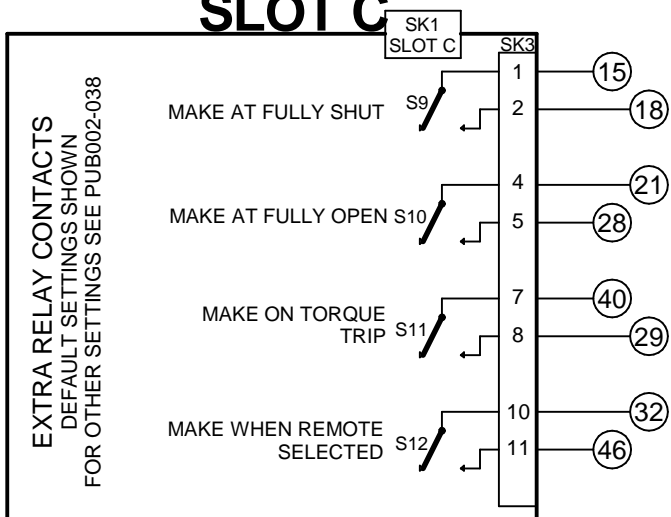 SLOT C
SK1
SLOT C
SK3
EXTRA RELAY CONTACTS
DEFAULT SETTINGS SHOWN
FOR OTHER SETTINGS SEE PUB002-038
MAKE AT FULLY SHUT S9 1 15
2 18
MAKE AT FULLY OPEN S10 4 21
5 28
MAKE ON TORQUE
TRIP S11 7 40
8 29
MAKE WHEN REMOTE
SELECTED S12 10 32
11 46